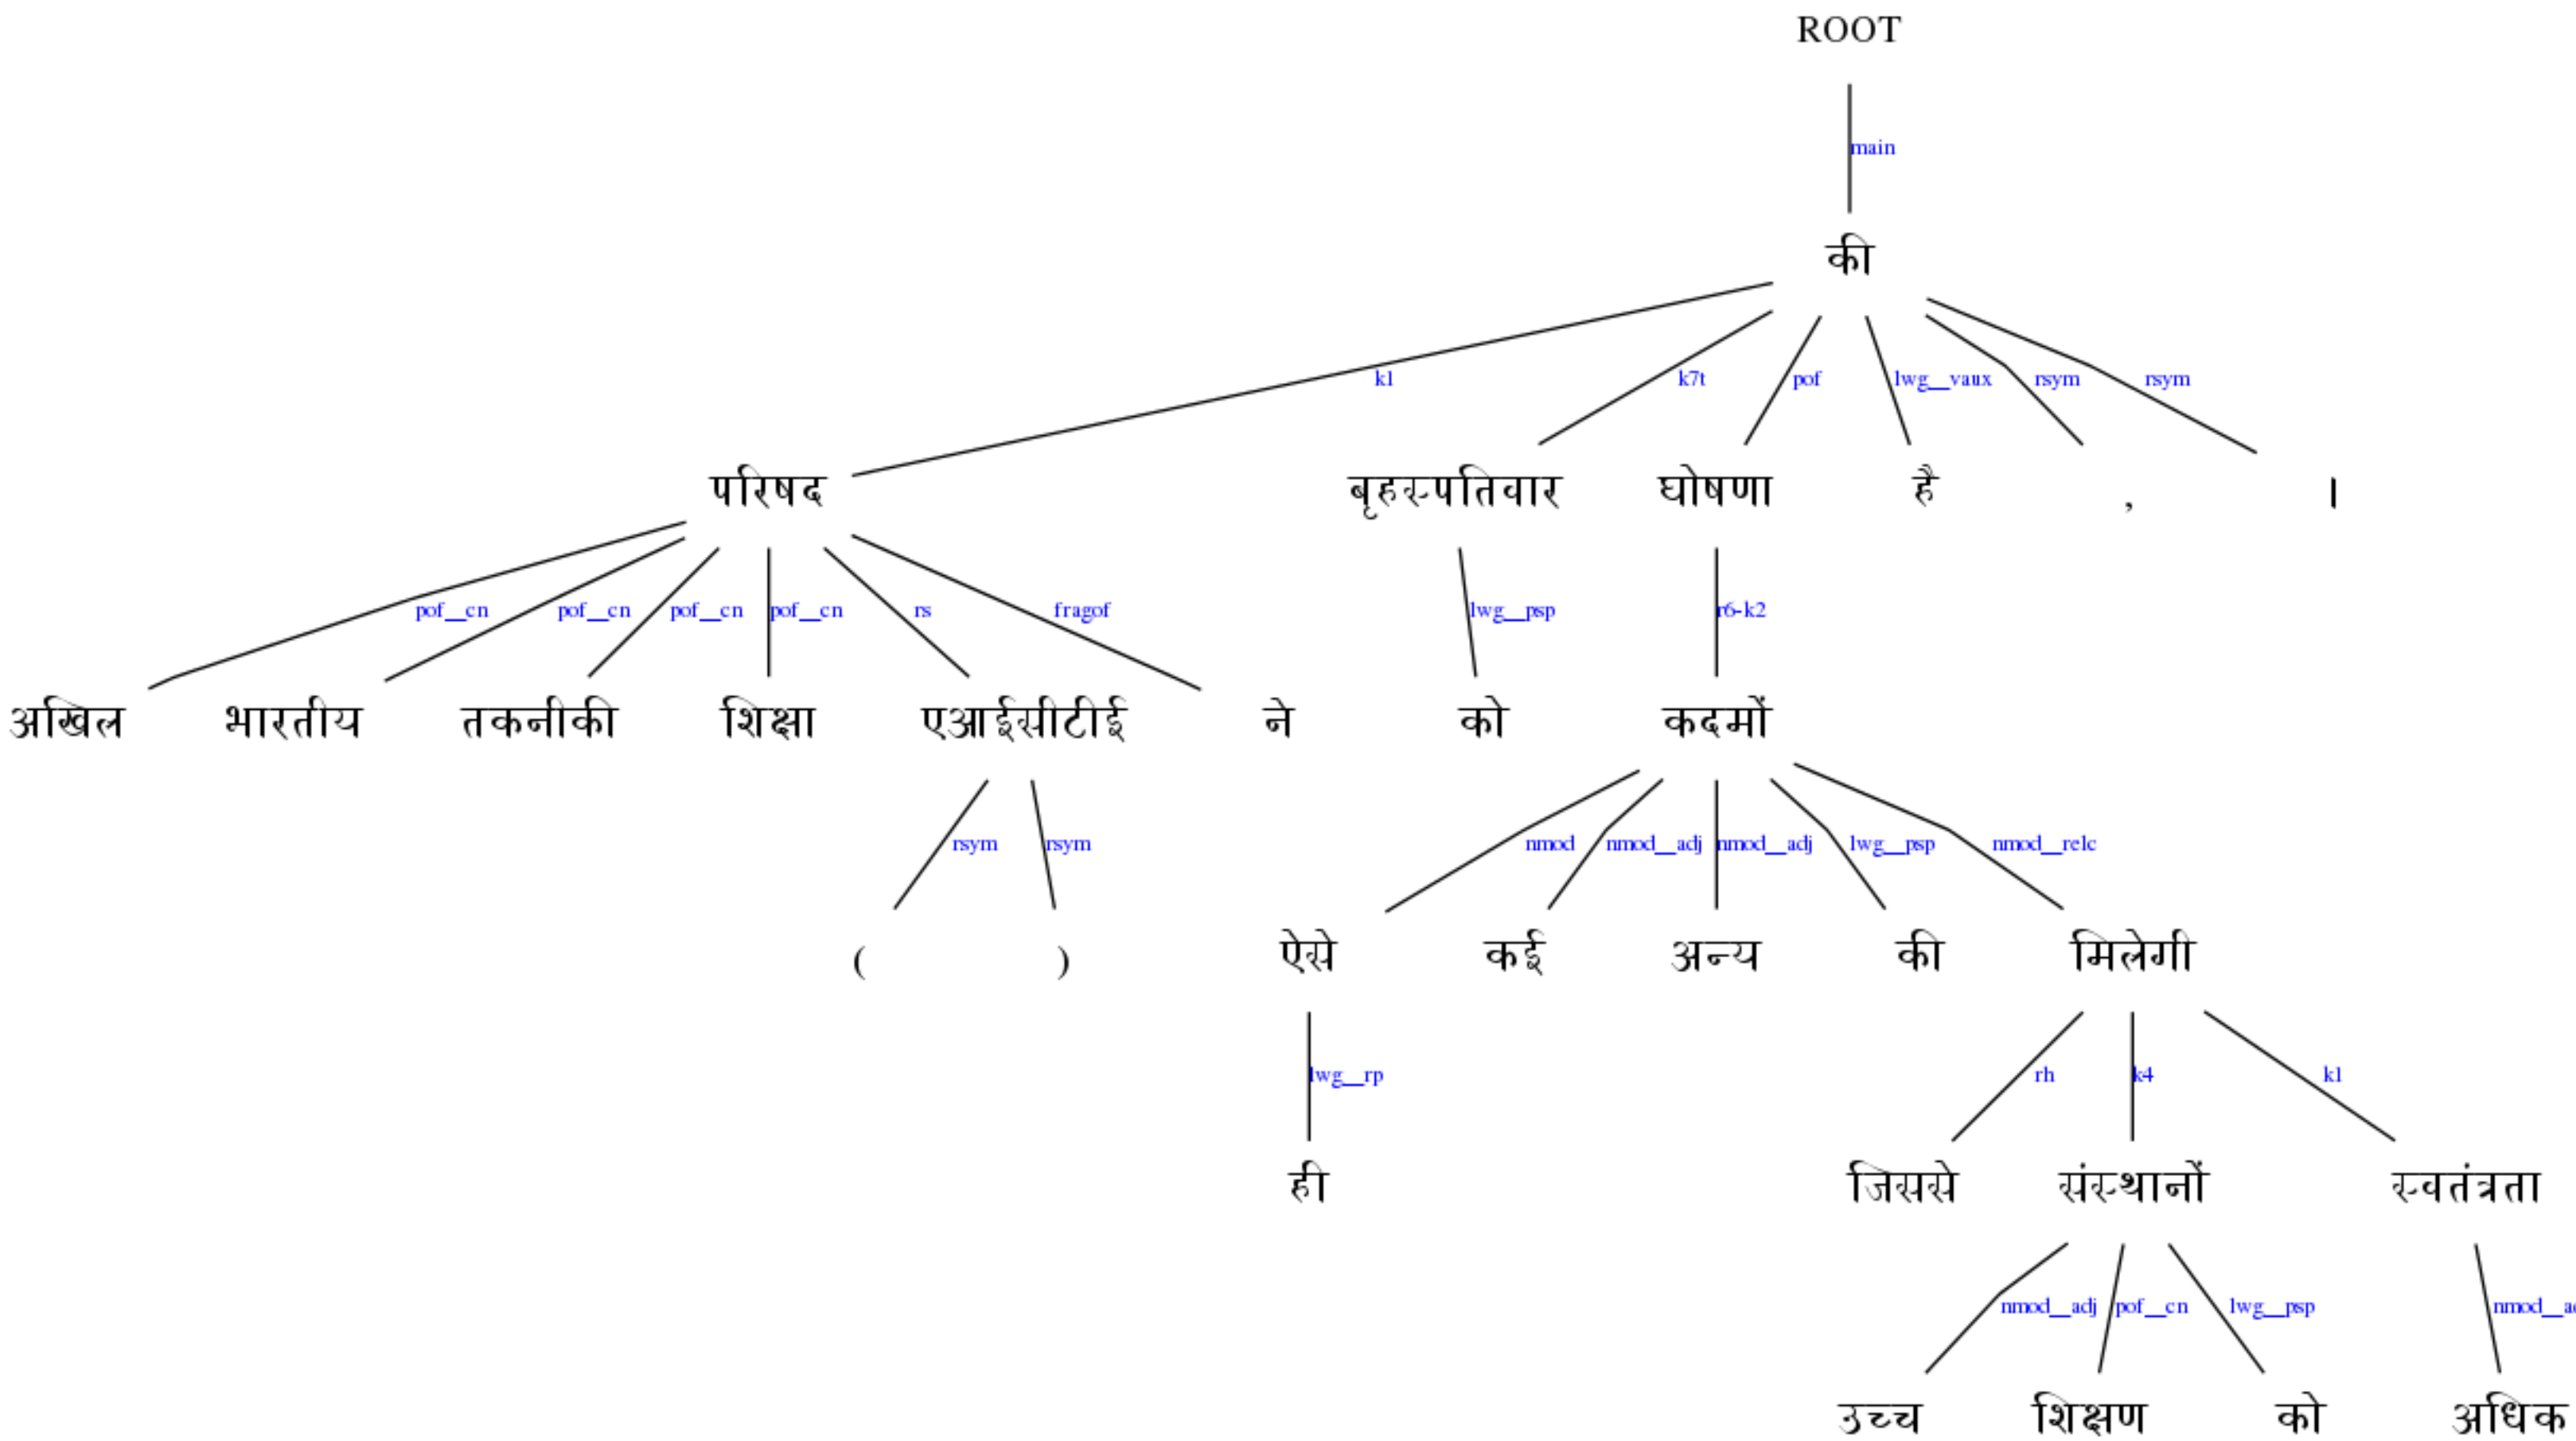 ROOT
main
की
k1 k7t pof lwg__vaux rsym rsym
परिषद बृहस्पतिवार घोषणा है , ।
pof__cn pof__cn pof__cn pof__cn rs fragof lwg__psp r6-k2
अखिल भारतीय तकनीकी शिक्षा एआईसीटीई ने को कदमों
rsym rsym nmod nmod__adj nmod__adj lwg__psp nmod__relc
( ) ऐसे कई अन्य की मिलेगी
lwg__rp rh k4 k1
ही जिससे संस्थानों स्वतंत्रता
nmod__adj pof__cn lwg__psp
उच्च शिक्षण को अधिक